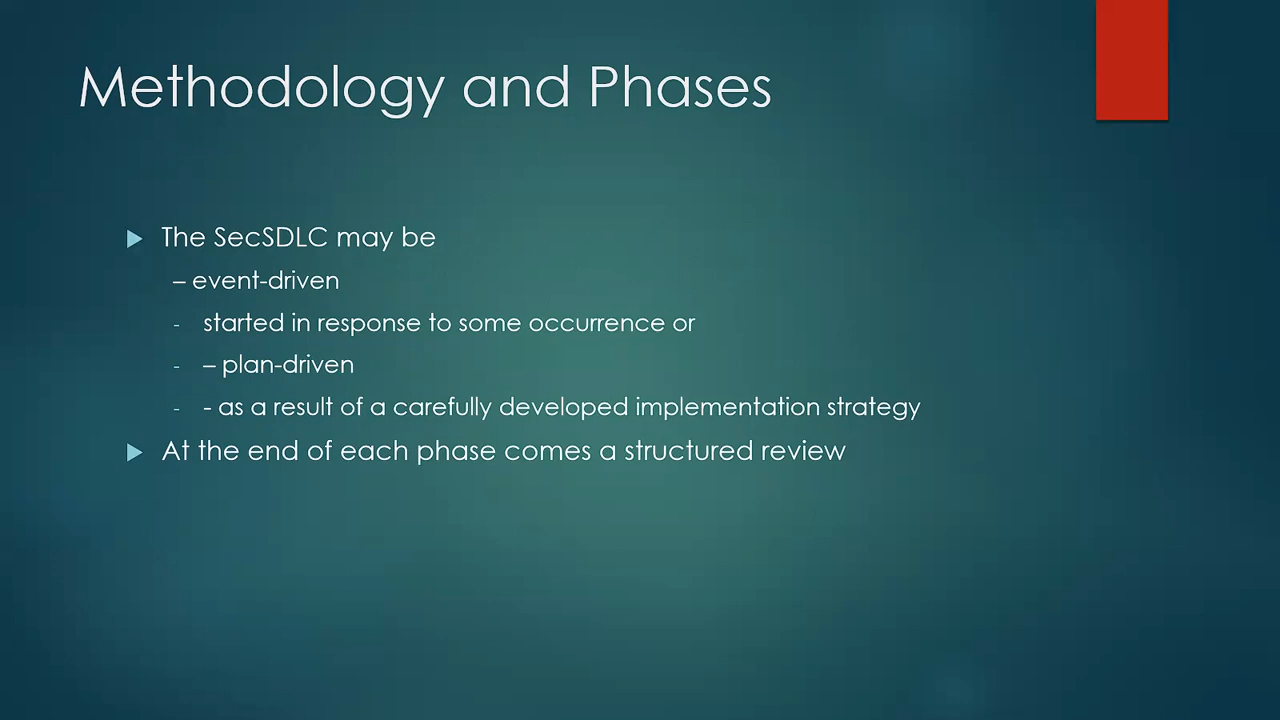 Methodology and Phases
The SecSDLC may be
– event-driven
- started in response to some occurrence or
- – plan-driven
- - as a result of a carefully developed implementation strategy
At the end of each phase comes a structured review